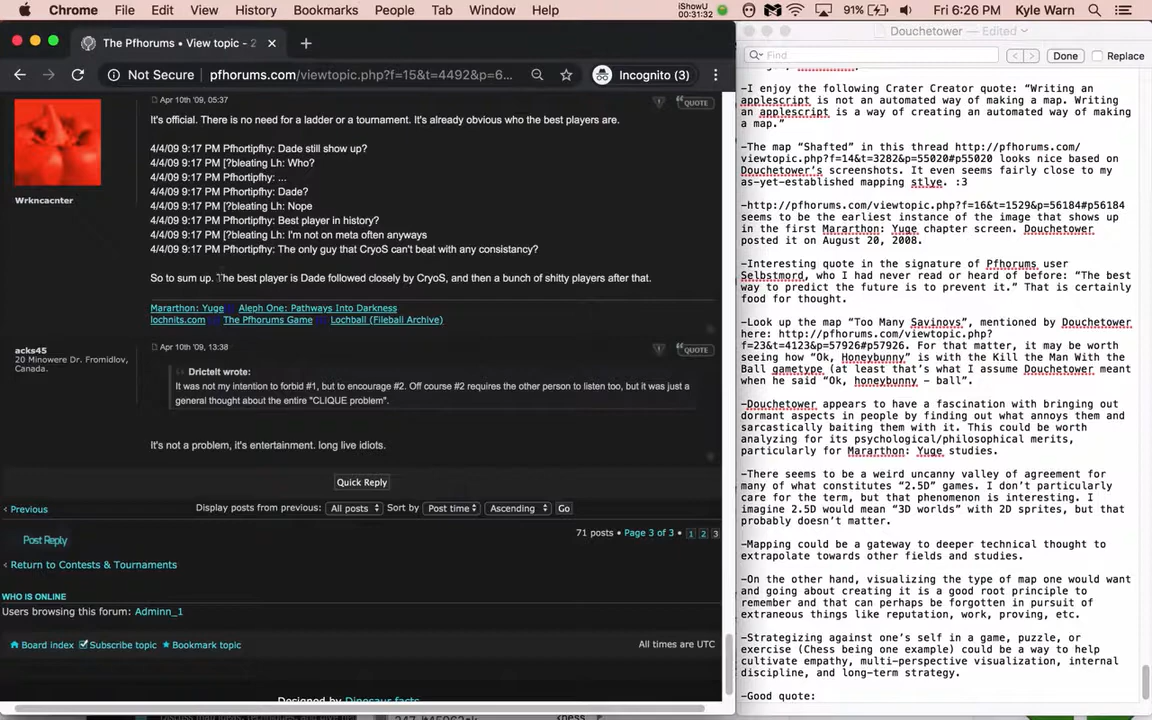 Chrome File Edit View History Bookmarks People Tab Window Help iShowU 00:31:32 91% Fri 6:26 PM Kyle Warn
The Pfhorums • View topic - 2
Not Secure pfhorums.com/viewtopic.php?f=15&t=4492&p=6... Incognito (3)
Apr 10th '09, 05:37
QUOTE
It's official. There is no need for a ladder or a tournament. It's already obvious who the best players are.
4/4/09 9:17 PM Pfhortipfhy: Dade still show up?
4/4/09 9:17 PM [?bleating Lh: Who?
4/4/09 9:17 PM Pfhortipfhy: ...
4/4/09 9:17 PM Pfhortipfhy: Dade?
4/4/09 9:17 PM [?bleating Lh: Nope
4/4/09 9:17 PM Pfhortipfhy: Best player in history?
4/4/09 9:17 PM [?bleating Lh: I'm not on meta often anyways
4/4/09 9:17 PM Pfhortipfhy: The only guy that CryoS can't beat with any consistancy?
So to sum up. The best player is Dade followed closely by CryoS, and then a bunch of shitty players after that.
Wrkncacnter
Mararthon: Yuge Aleph One: Pathways Into Darkness
lochnits.com The Pfhorums Game Lochball (Fileball Archive)
acks45
20 Minowere Dr. Fromidlov,
Canada.
Apr 10th '09, 13:38
QUOTE
Drictelt wrote:
It was not my intention to forbid #1, but to encourage #2. Off course #2 requires the other person to listen too, but it was just a
general thought about the entire "CLIQUE problem".
It's not a problem, it's entertainment. long live idiots.
Quick Reply
‹ Previous
Display posts from previous: All posts Sort by Post time Ascending Go
71 posts • Page 3 of 3 • 1 2 3
Post Reply
‹ Return to Contests & Tournaments
WHO IS ONLINE
Users browsing this forum: Adminn_1
Board index Subscribe topic Bookmark topic
All times are UTC
Designed by Dinosaur facts
Douchetower — Edited
Find
Done
Replace
-I enjoy the following Crater Creator quote: “Writing an
applescript is not an automated way of making a map. Writing
an applescript is a way of creating an automated way of making
a map.”
-The map “Shafted” in this thread http://pfhorums.com/
viewtopic.php?f=14&t=3282&p=55020#p55020 looks nice based on
Douchetower’s screenshots. It even seems fairly close to my
as-yet-established mapping stlye. :3
-http://pfhorums.com/viewtopic.php?f=16&t=1529&p=56184#p56184
seems to be the earliest instance of the image that shows up
in the first Mararthon: Yuge chapter screen. Douchetower
posted it on August 20, 2008.
-Interesting quote in the signature of Pfhorums user
Selbstmord, who I had never read or heard of before: “The best
way to predict the future is to prevent it.” That is certainly
food for thought.
-Look up the map “Too Many Savinovs”, mentioned by Douchetower
here: http://pfhorums.com/viewtopic.php?
f=23&t=4123&p=57926#p57926. For that matter, it may be worth
seeing how “Ok, Honeybunny” is with the Kill the Man With the
Ball gametype (at least that’s what I assume Douchetower meant
when he said “Ok, honeybunny - ball”.
-Douchetower appears to have a fascination with bringing out
dormant aspects in people by finding out what annoys them and
sarcastically baiting them with it. This could be worth
analyzing for its psychological/philosophical merits,
particularly for Mararthon: Yuge studies.
-There seems to be a weird uncanny valley of agreement for
many of what constitutes “2.5D” games. I don’t particularly
care for the term, but that phenomenon is interesting. I
imagine 2.5D would mean “3D worlds” with 2D sprites, but that
probably doesn’t matter.
-Mapping could be a gateway to deeper technical thought to
extrapolate towards other fields and studies.
-On the other hand, visualizing the type of map one would want
and going about creating it is a good root principle to
remember and that can perhaps be forgotten in pursuit of
extraneous things like reputation, work, proving, etc.
-Strategizing against one’s self in a game, puzzle, or
exercise (Chess being one example) could be a way to help
cultivate empathy, multi-perspective visualization, internal
discipline, and long-term strategy.
-Good quote: